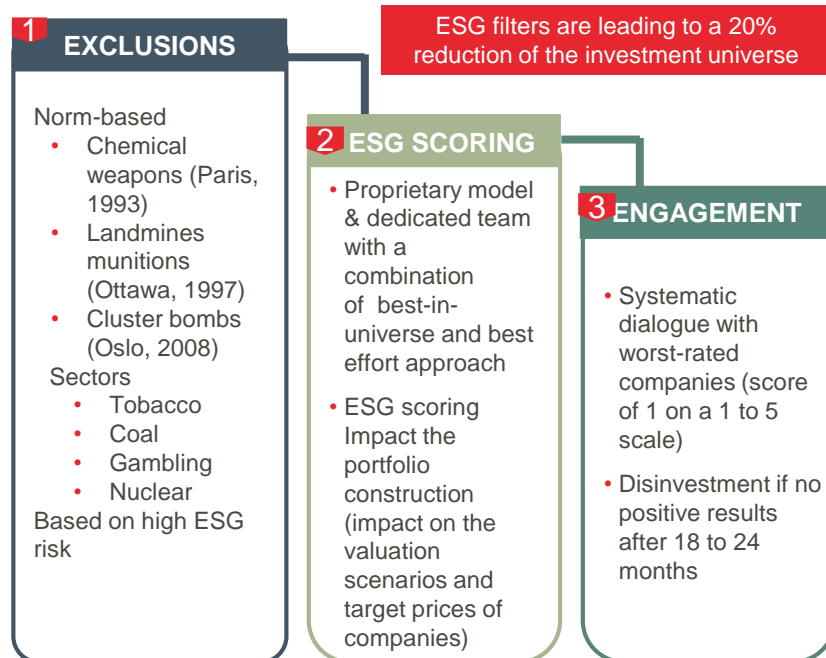 1
EXCLUSIONS
Norm-based
• Chemical
weapons (Paris,
1993)
• Landmines
munitions
(Ottawa, 1997)
• Cluster bombs
(Oslo, 2008)
Sectors
• Tobacco
• Coal
• Gambling
• Nuclear
Based on high ESG
risk
ESG filters are leading to a 20%
reduction of the investment universe
2
ESG SCORING
• Proprietary model
& dedicated team
with a
combination
of best-in-
universe and best
effort approach
• ESG scoring
Impact the
portfolio
construction
(impact on the
valuation
scenarios and
target prices of
companies)
3
ENGAGEMENT
• Systematic
dialogue with
worst-rated
companies (score
of 1 on a 1 to 5
scale)
• Disinvestment if no
positive results
after 18 to 24
months